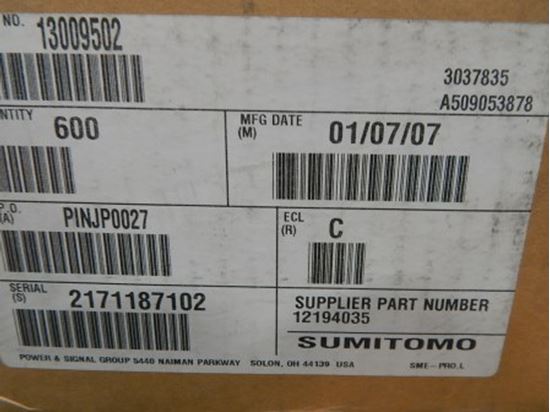 NO. 13009502
3037835
A509053878
NTITY 600
MFG DATE
(M) 01/07/07
P.O.
(A) PINJP0027
ECL
(R) C
SERIAL
(S) 2171187102
SUPPLIER PART NUMBER
12194035
SUMITOMO
POWER & SIGNAL GROUP 5440 NAIMAN PARKWAY SOLON, OH 44139 USA
SME-PRO.L